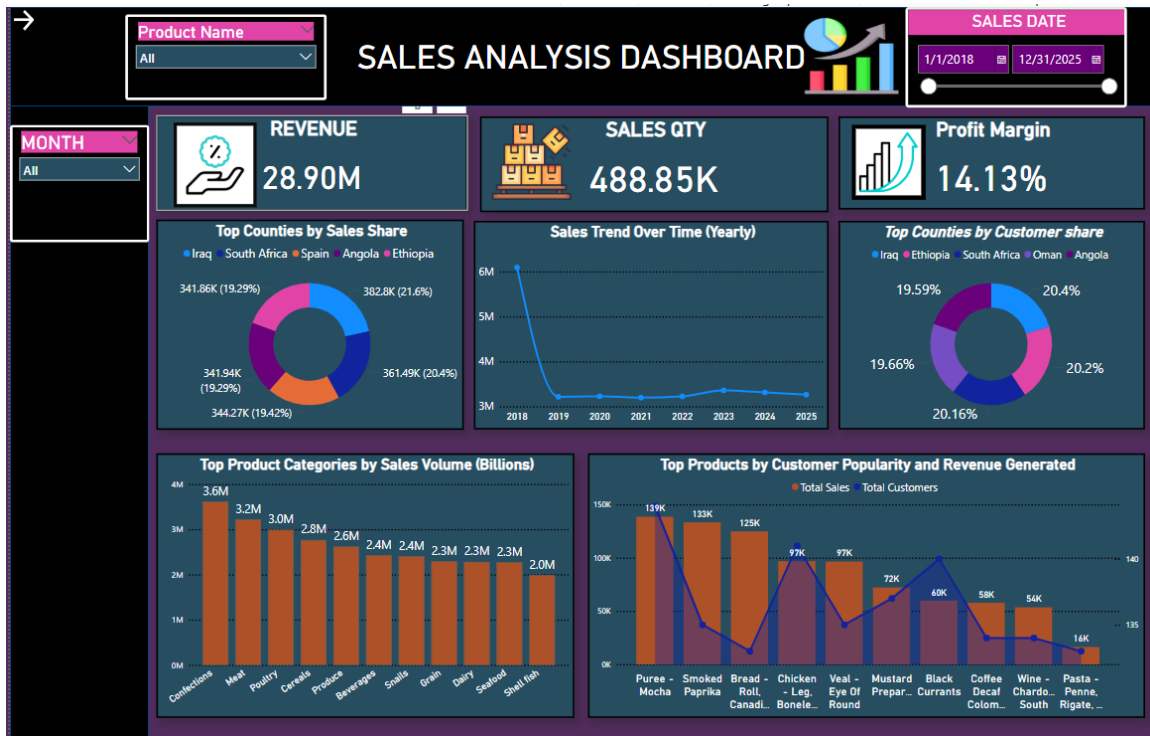 Product Name
All
SALES ANALYSIS DASHBOARD
SALES DATE
1/1/2018
12/31/2025
MONTH
All
REVENUE
28.90M
SALES QTY
488.85K
Profit Margin
14.13%
Top Counties by Sales Share
Iraq South Africa Spain Angola Ethiopia
341.86K (19.29%)
382.8K (21.6%)
341.94K
(19.29%)
361.49K (20.4%)
344.27K (19.42%)
Sales Trend Over Time (Yearly)
6M
5M
4M
3M
2018 2019 2020 2021 2022 2023 2024 2025
Top Counties by Customer share
Iraq Ethiopia South Africa Oman Angola
19.59%
20.4%
19.66%
20.2%
20.16%
Top Product Categories by Sales Volume (Billions)
4M
3M
2M
1M
0M
3.6M
3.2M
3.0M
2.8M
2.6M
2.4M
2.4M
2.3M
2.3M
2.3M
2.0M
Confections
Meat
Poultry
Cereals
Produce
Beverages
Snails
Grain
Dairy
Seafood
Shell fish
Top Products by Customer Popularity and Revenue Generated
Total Sales Total Customers
150K
100K
50K
0K
139K
133K
125K
97K
97K
72K
60K
58K
54K
16K
140
135
Puree -
Mocha
Smoked
Paprika
Bread -
Roll,
Canadi...
Chicken
- Leg,
Bonele...
Veal -
Eye Of
Round
Mustard
Prepar...
Black
Currants
Coffee
Decaf
Colom...
Wine -
Chardo...
South
Pasta -
Penne,
Rigate, ...